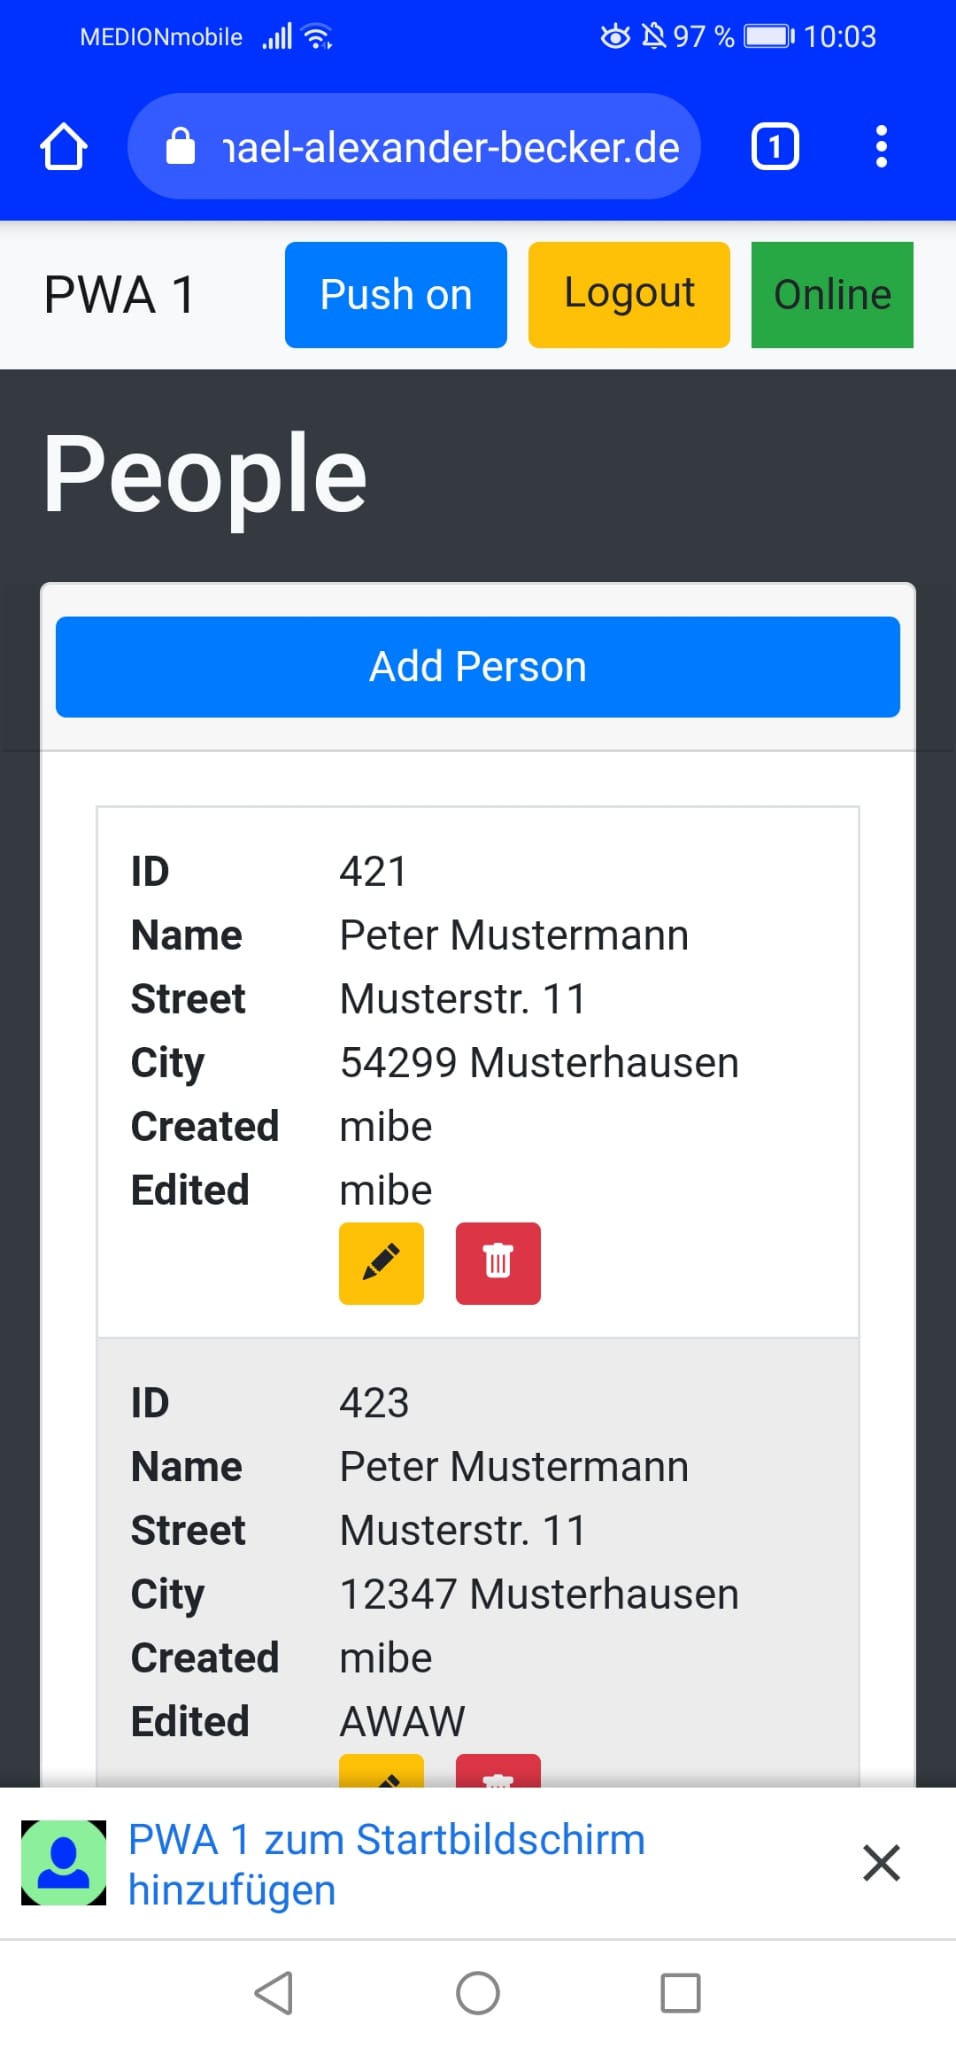 MEDIONmobile 97 % 10:03
nael-alexander-becker.de 1
PWA 1 Push on Logout Online
People
Add Person
ID 421
Name Peter Mustermann
Street Musterstr. 11
City 54299 Musterhausen
Created mibe
Edited mibe
ID 423
Name Peter Mustermann
Street Musterstr. 11
City 12347 Musterhausen
Created mibe
Edited AWAW
PWA 1 zum Startbildschirm
hinzufügen